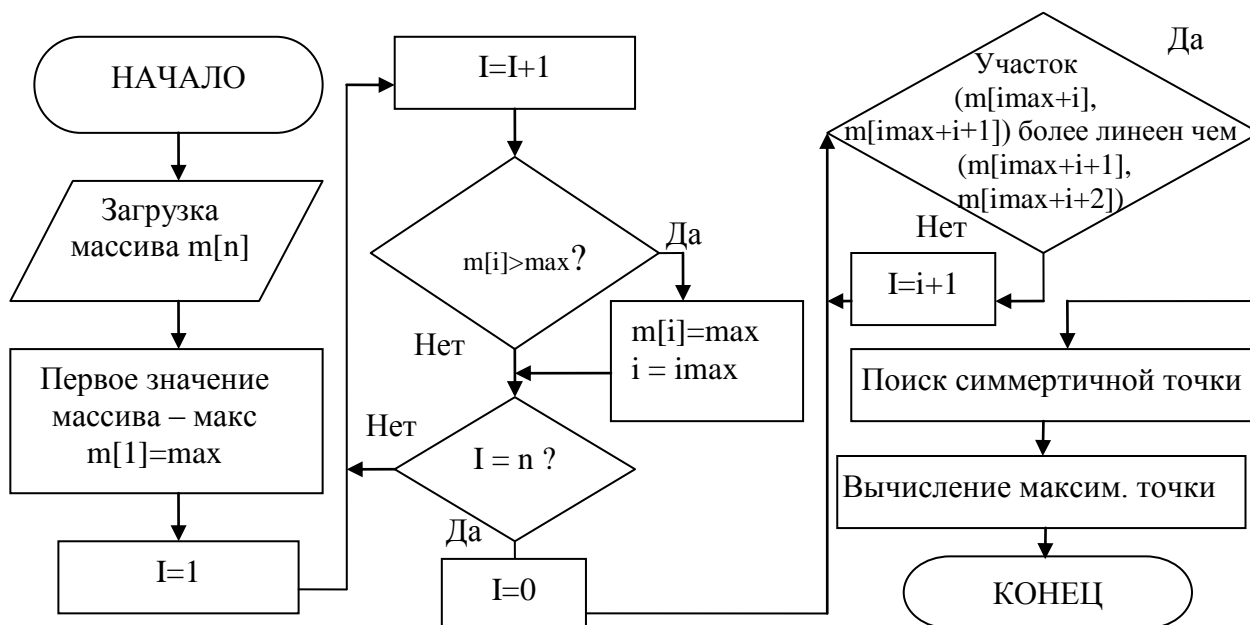 НАЧАЛО
Загрузка
массива m[n]
Первое значение
массива – макс
m[1]=max
I=1
I=I+1
m[i]>max?
Да
Нет
m[i]=max
i = imax
Нет
I = n ?
Да
I=0
Да
Участок
(m[imax+i],
m[imax+i+1]) более линеен чем
(m[imax+i+1],
m[imax+i+2])
Нет
I=i+1
Поиск симмертичной точки
Вычисление максим. точки
КОНЕЦ